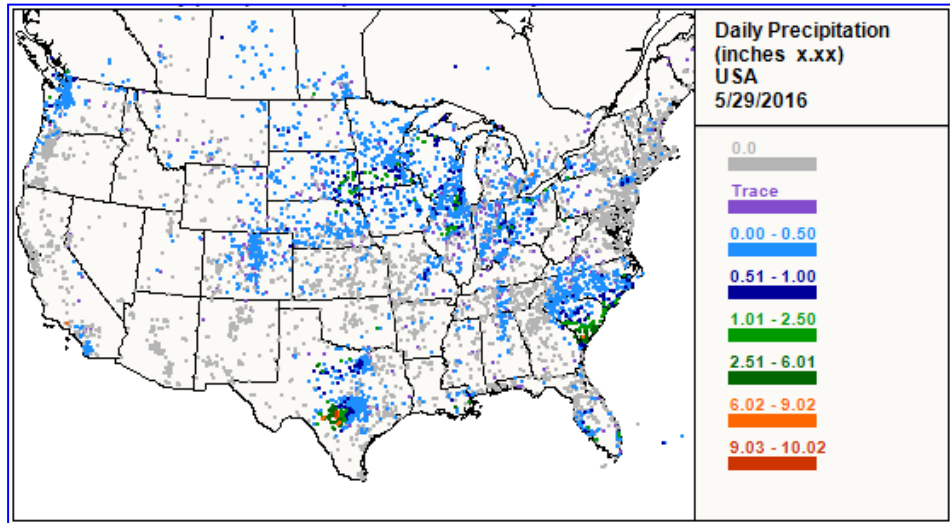 Daily Precipitation
(inches x.xx)
USA
5/29/2016
0.0
Trace
0.00 - 0.50
0.51 - 1.00
1.01 - 2.50
2.51 - 6.01
6.02 - 9.02
9.03 - 10.02